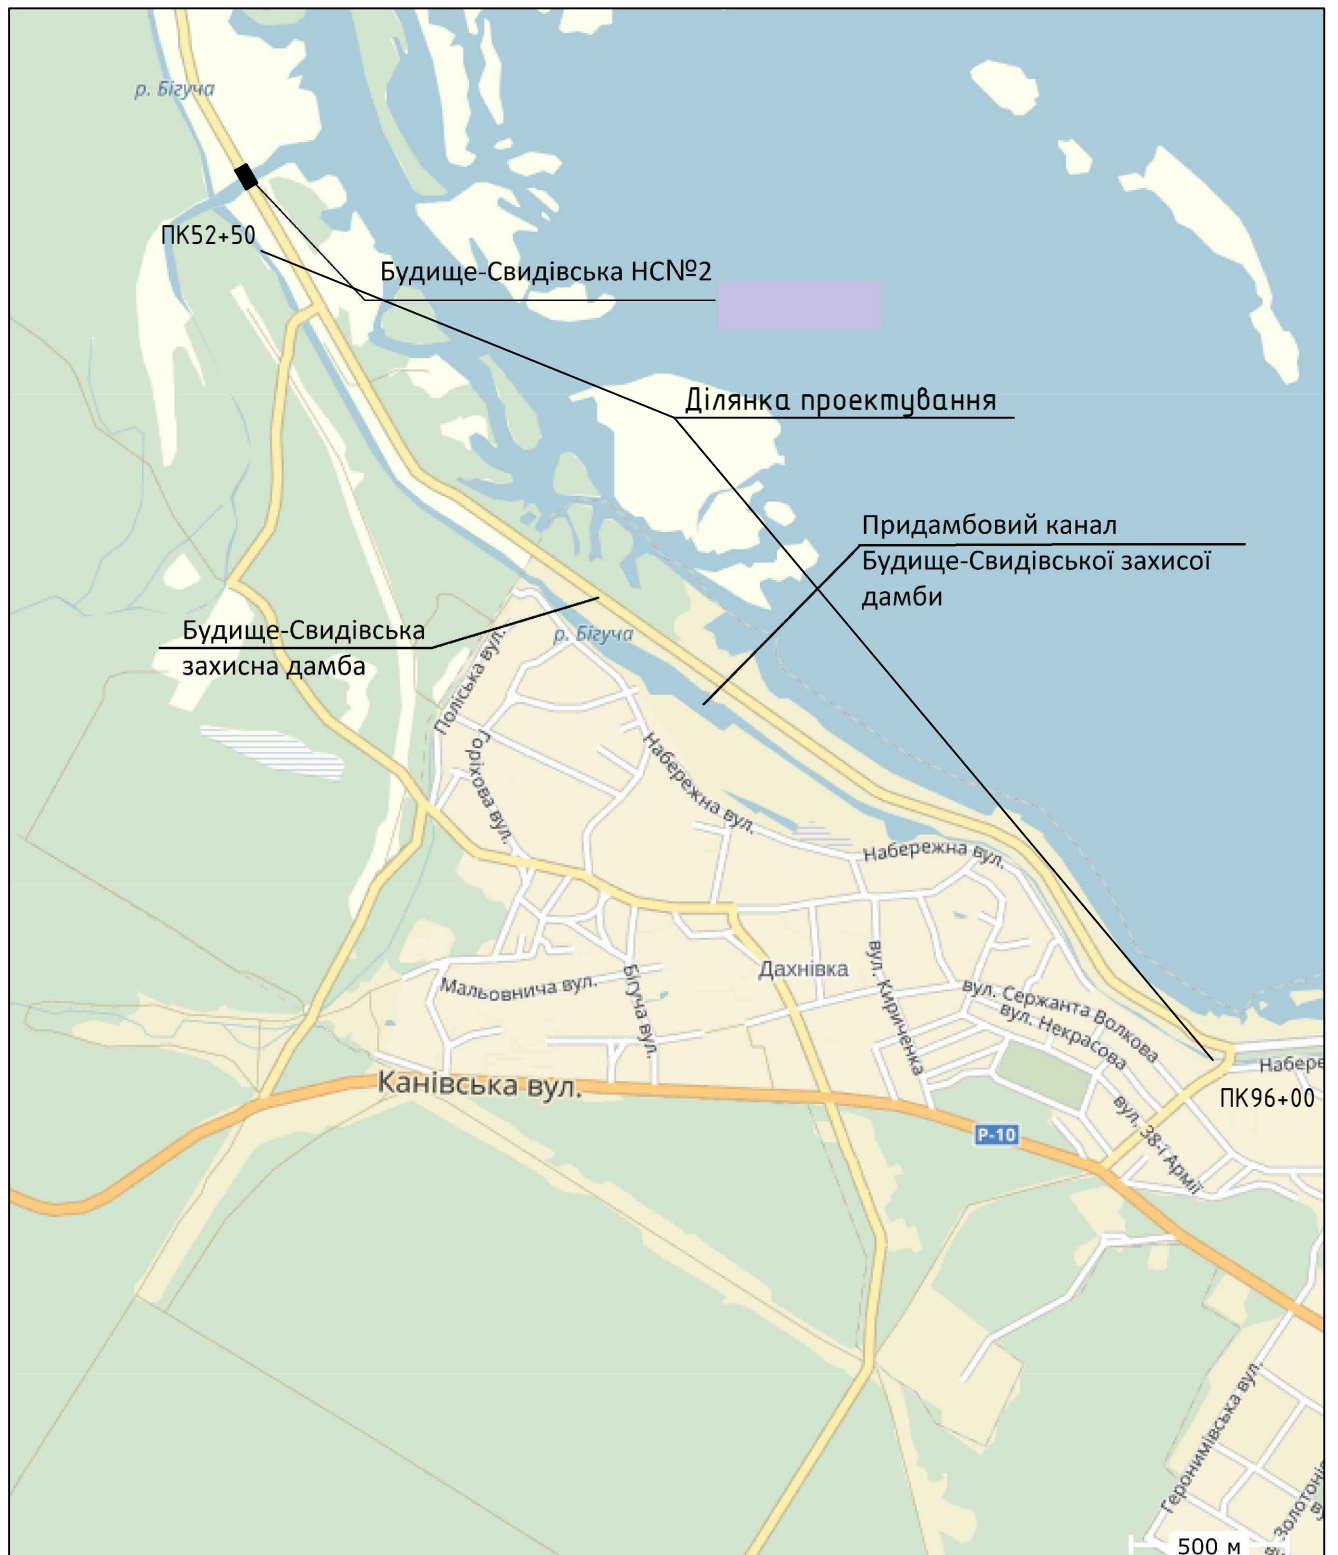 р. Бігуча
ПК52+50
Будище-Свидівська НС№2
Ділянка проектування
Придамбовий канал
Будище-Свидівської захисої
дамби
Будище-Свидівська
захисна дамба
р. Бігуча
Поліська вул.
Горіхова вул.
Набережна вул.
Набережна вул.
Дахнівка
Мальовнича вул.
Бігуча вул.
вул. Кириченка
вул. Сержанта Волкова
вул. Некрасова
Набере
Канівська вул.
ПК96+00
Р-10
вул. 38-ї Армії
Геронимівська вул.
Золотоні
500 м